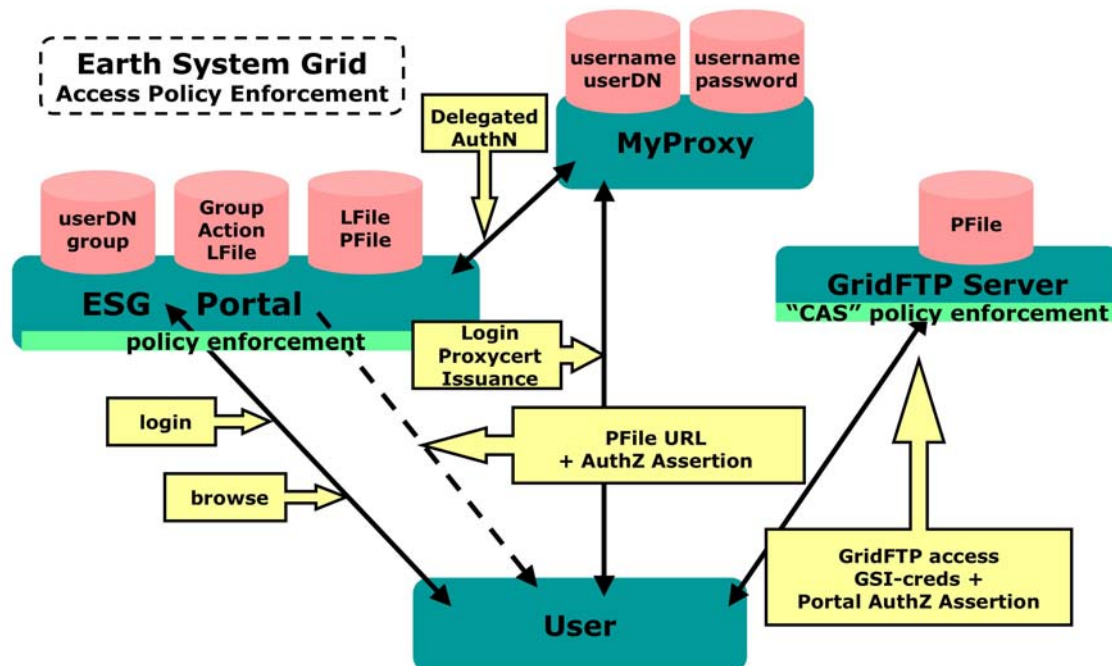 Earth System Grid
Access Policy Enforcement
username
userDN
username
password
MyProxy
Delegated
AuthN
userDN
group
Group
Action
LFile
LFile
PFile
ESG Portal
policy enforcement
PFile
GridFTP Server
“CAS” policy enforcement
Login
Proxycert
Issuance
login
browse
PFile URL
+ AuthZ Assertion
GridFTP access
GSI-creds +
Portal AuthZ Assertion
User